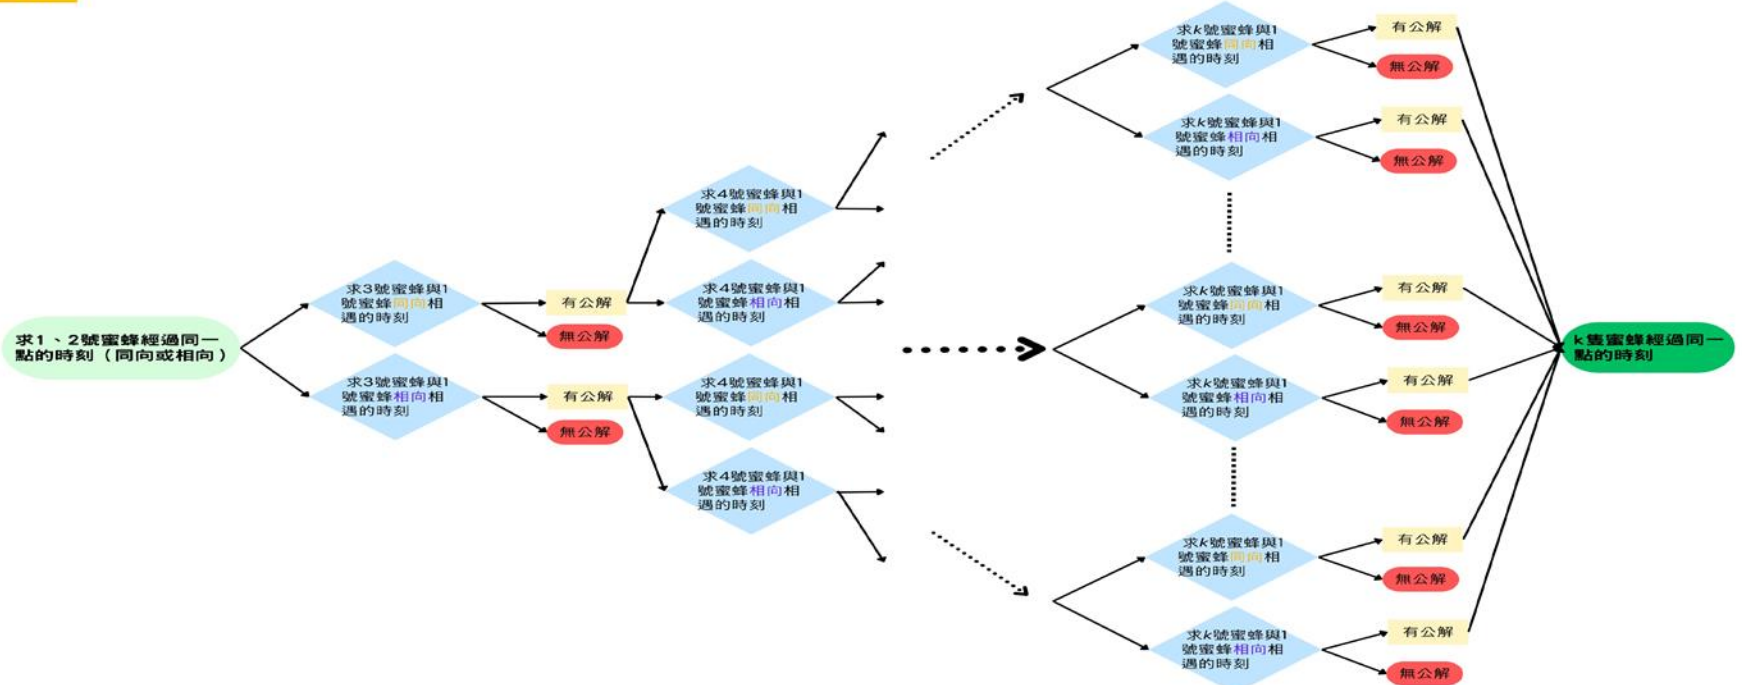 求1、2號蜜蜂經過同一
點的時刻（同向或相向）
求3號蜜蜂與1
號蜜蜂同向相
遇的時刻
有公解
無公解
求3號蜜蜂與1
號蜜蜂相向相
遇的時刻
有公解
無公解
求4號蜜蜂與1
號蜜蜂同向相
遇的時刻
求4號蜜蜂與1
號蜜蜂相向相
遇的時刻
求4號蜜蜂與1
號蜜蜂同向相
遇的時刻
求4號蜜蜂與1
號蜜蜂相向相
遇的時刻
求k號蜜蜂與1
號蜜蜂同向相
遇的時刻
有公解
無公解
求k號蜜蜂與1
號蜜蜂相向相
遇的時刻
有公解
無公解
求k號蜜蜂與1
號蜜蜂同向相
遇的時刻
有公解
無公解
求k號蜜蜂與1
號蜜蜂相向相
遇的時刻
有公解
無公解
求k號蜜蜂與1
號蜜蜂同向相
遇的時刻
有公解
無公解
求k號蜜蜂與1
號蜜蜂相向相
遇的時刻
有公解
無公解
k隻蜜蜂經過同一
點的時刻